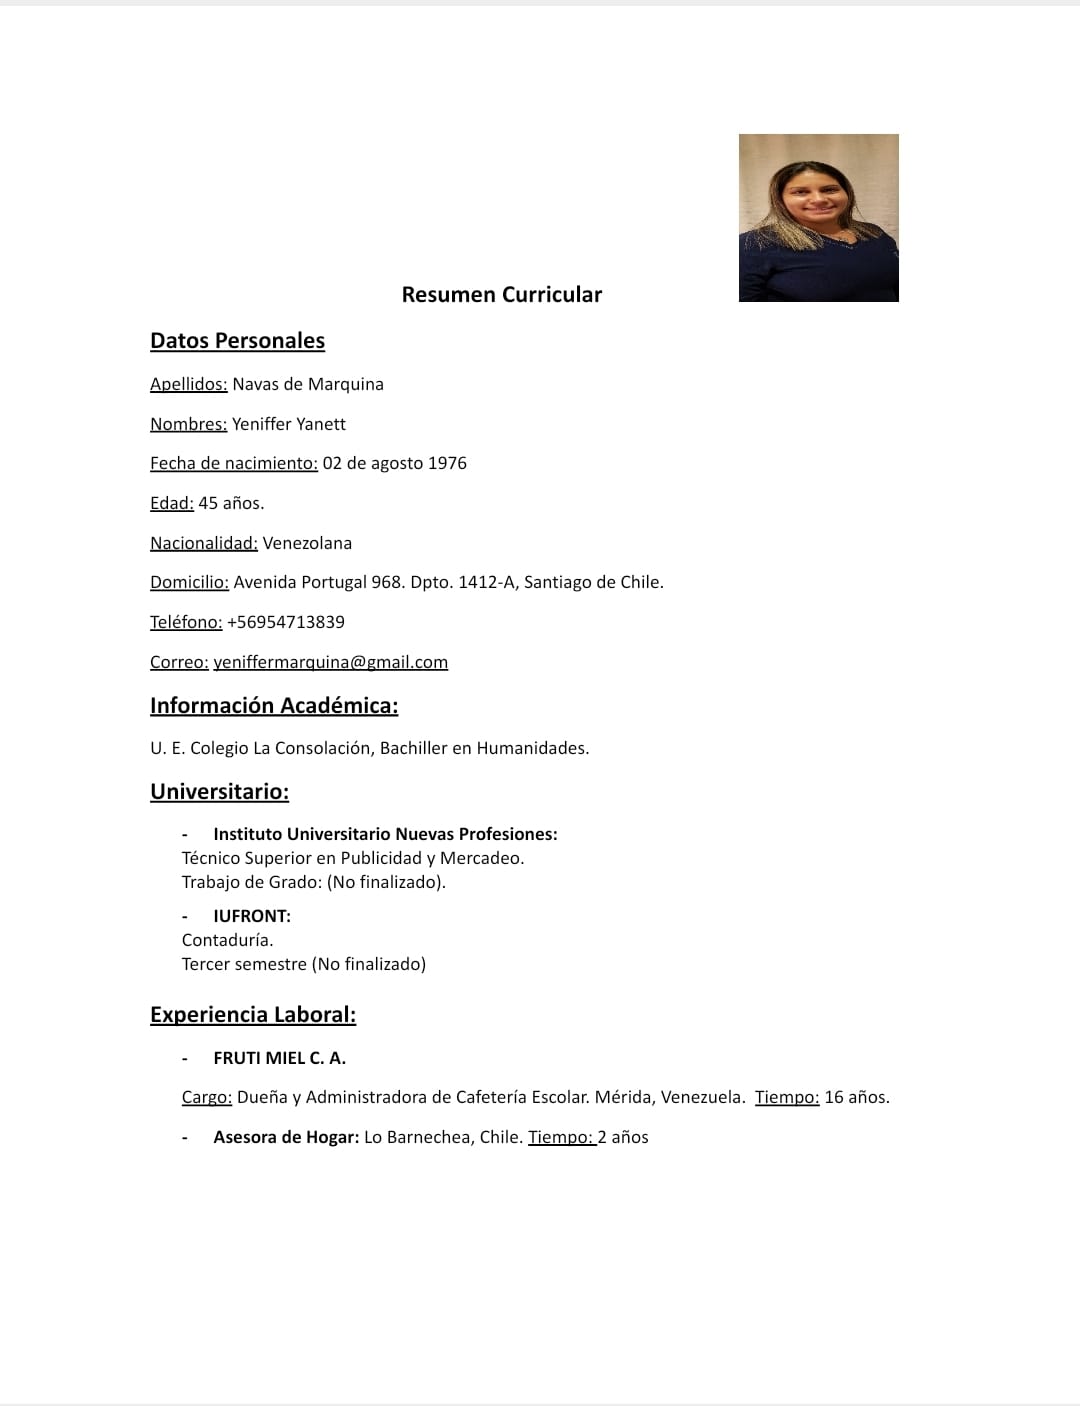 Resumen Curricular
Datos Personales
Apellidos: Navas de Marquina
Nombres: Yeniffer Yanett
Fecha de nacimiento: 02 de agosto 1976
Edad: 45 años.
Nacionalidad: Venezolana
Domicilio: Avenida Portugal 968. Dpto. 1412-A, Santiago de Chile.
Teléfono: +56954713839
Correo: yeniffermarquina@gmail.com
Información Académica:
U. E. Colegio La Consolación, Bachiller en Humanidades.
Universitario:
- Instituto Universitario Nuevas Profesiones:
Técnico Superior en Publicidad y Mercadeo.
Trabajo de Grado: (No finalizado).
- IUFRONT:
Contaduría.
Tercer semestre (No finalizado)
Experiencia Laboral:
- FRUTI MIEL C. A.
Cargo: Dueña y Administradora de Cafetería Escolar. Mérida, Venezuela. Tiempo: 16 años.
- Asesora de Hogar: Lo Barnechea, Chile. Tiempo: 2 años